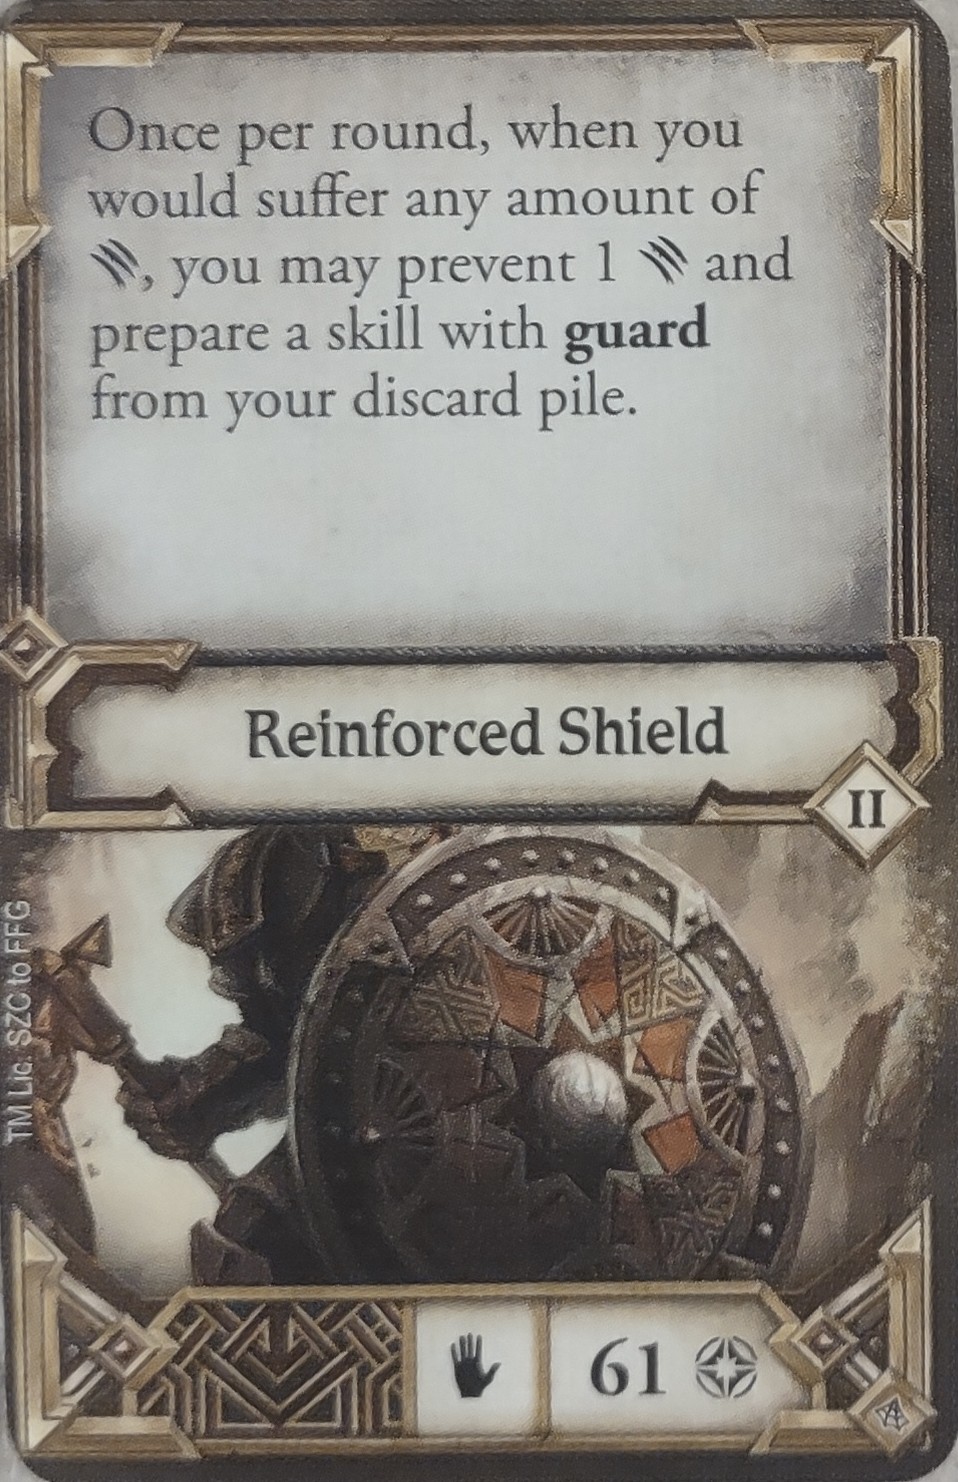 Once per round, when you
would suffer any amount of
, you may prevent 1 and
prepare a skill with guard
from your discard pile.
Reinforced Shield
II
TM Lic. SZC to FFG
61